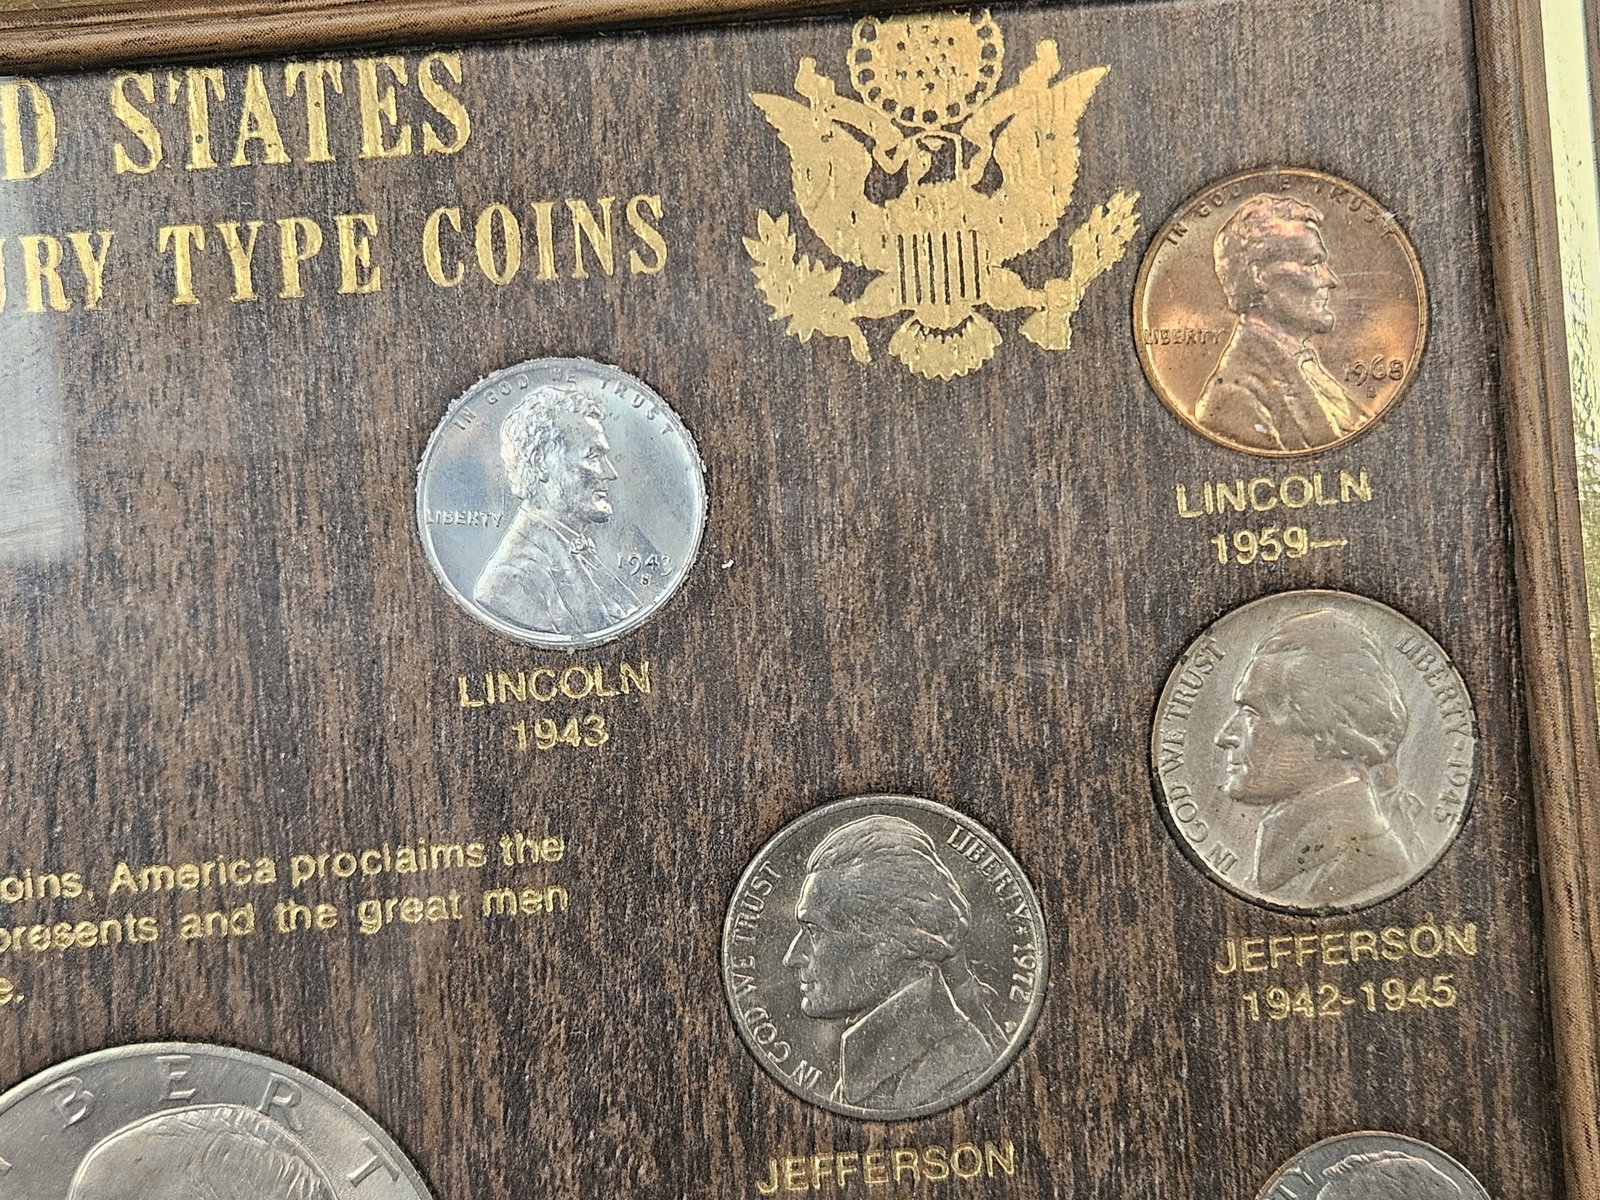 D STATES
URY TYPE COINS
IN GOD WE TRUST
LIBERTY
1968
LINCOLN
1959—
IN GOD WE TRUST
LIBERTY
1943
S
LINCOLN
1943
IN GOD WE TRUST
LIBERTY · 1945
JEFFERSON
1942-1945
oins, America proclaims the
presents and the great men
e.
IN GOD WE TRUST
LIBERTY 1972
JEFFERSON
BERT